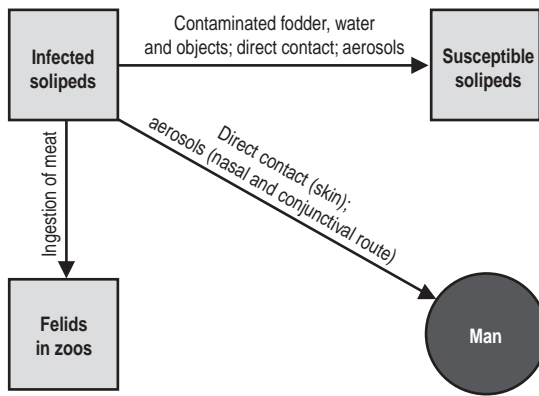 Contaminated fodder, water
and objects; direct contact; aerosols
Infected
solipeds
Susceptible
solipeds
Direct contact (skin);
aerosols (nasal and conjunctival route)
Ingestion of meat
Felids
in zoos
Man